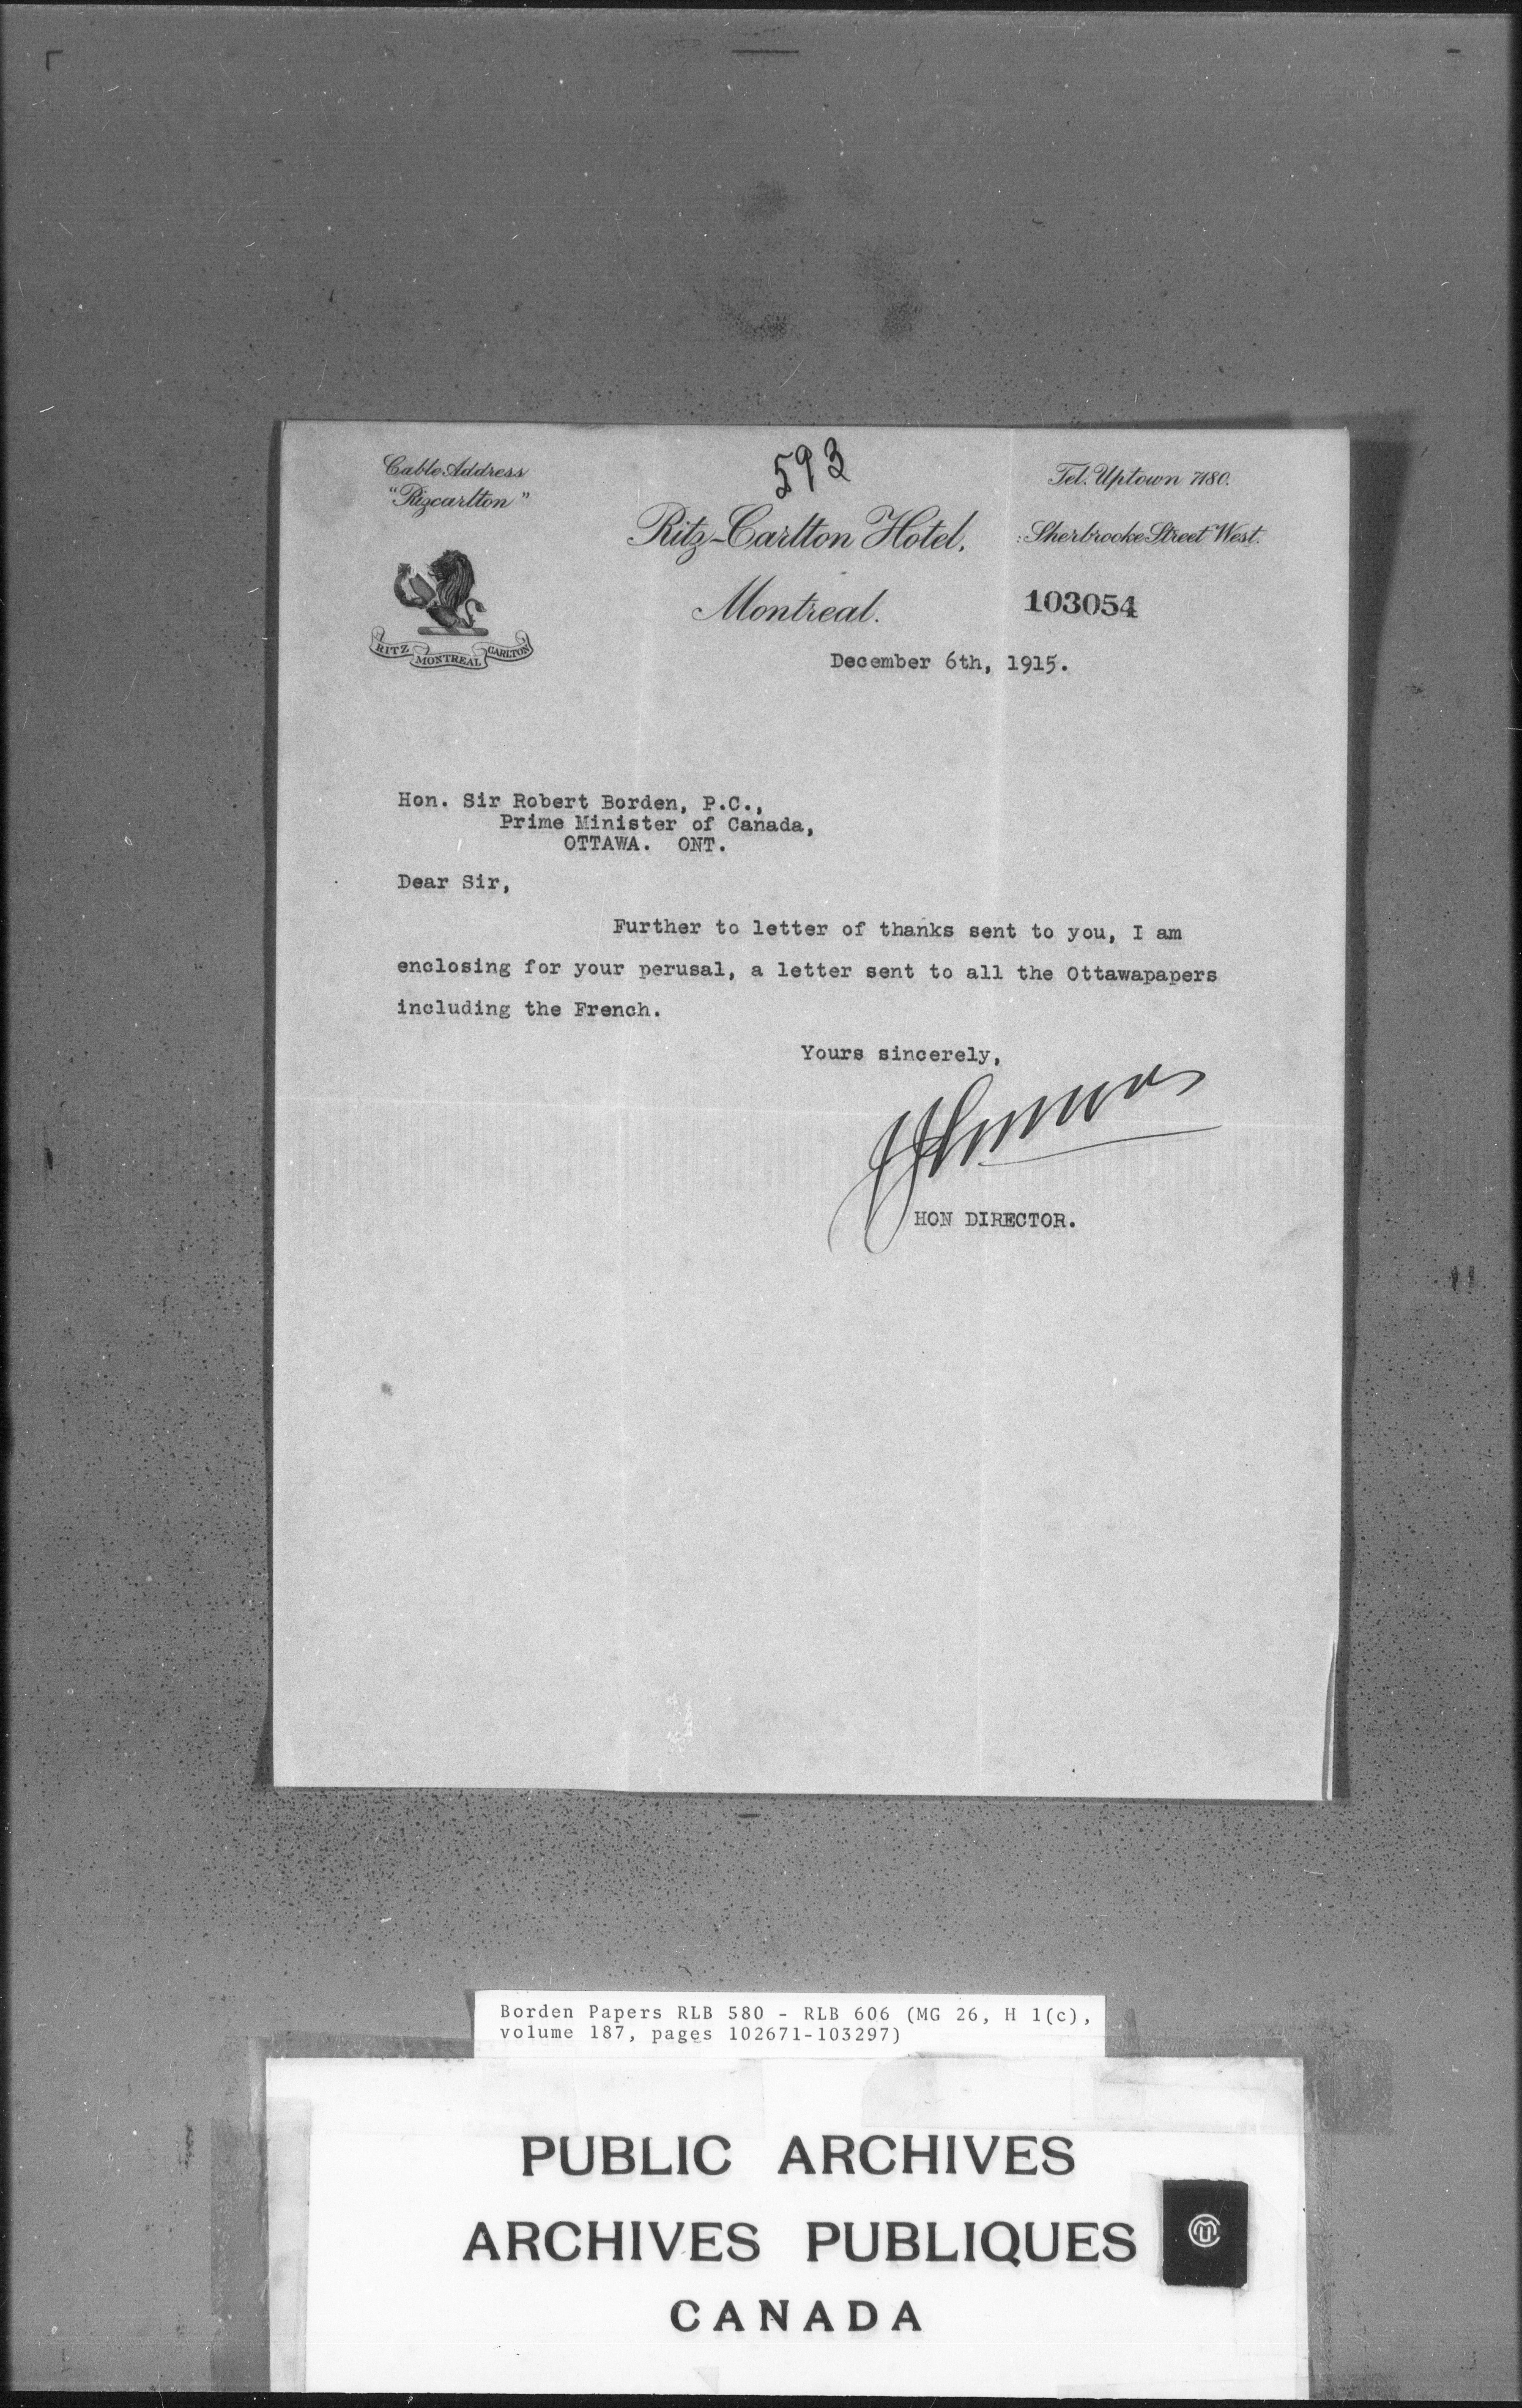 593
Cable Address
"Rizcarlton"
Tel. Uptown 7180.
Ritz-Carlton Hotel,
Sherbrooke Street West.
Montreal.
103054
RITZ MONTREAL CARLTON
December 6th, 1915.
Hon. Sir Robert Borden, P.C.,
Prime Minister of Canada,
OTTAWA. ONT.
Dear Sir,
Further to letter of thanks sent to you, I am
enclosing for your perusal, a letter sent to all the Ottawapapers
including the French.
Yours sincerely,
HON DIRECTOR.
Borden Papers RLB 580 - RLB 606 (MG 26, H 1(c),
volume 187, pages 102671-103297)
PUBLIC ARCHIVES
ARCHIVES PUBLIQUES
CANADA